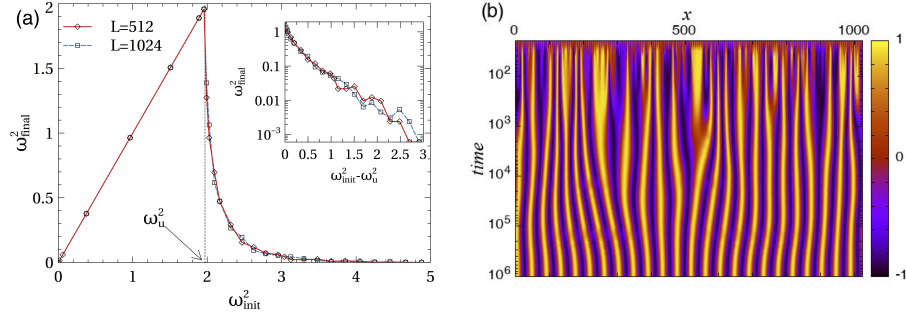 (a)
L=512
L=1024
ω²final
2
1.5
1
0.5
0
0 1 2 3 4 5
ω²init
ω²u
ω²final
1
0.1
0.01
10⁻³
0 0.5 1 1.5 2 2.5 3
ω²init-ω²u
(b)
x
0 500 1000
time
10²
10³
10⁴
10⁵
10⁶
1
0
-1